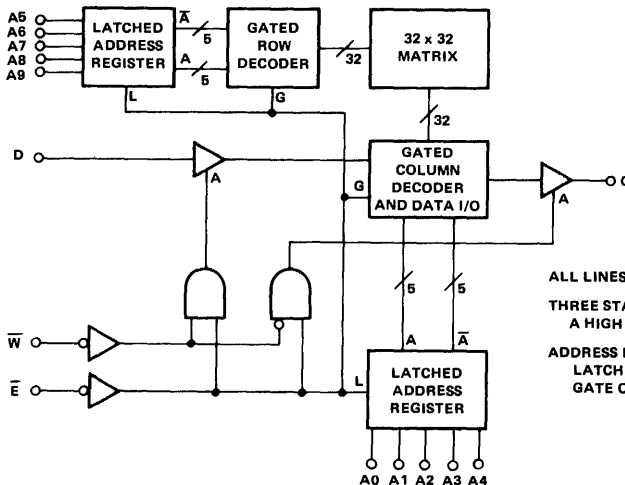 A5
A6
A7
A8
A9
LATCHED
ADDRESS
REGISTER
L
A̅
5
A
5
GATED
ROW
DECODER
G
32
32 x 32
MATRIX
32
D
A
GATED
COLUMN
DECODER
AND DATA I/O
G
A
5
5
A
A̅
W̅
E̅
L
LATCHED
ADDRESS
REGISTER
A0 A1 A2 A3 A4
ALL LINES
THREE STA
A HIGH
ADDRESS
LATCH
GATE